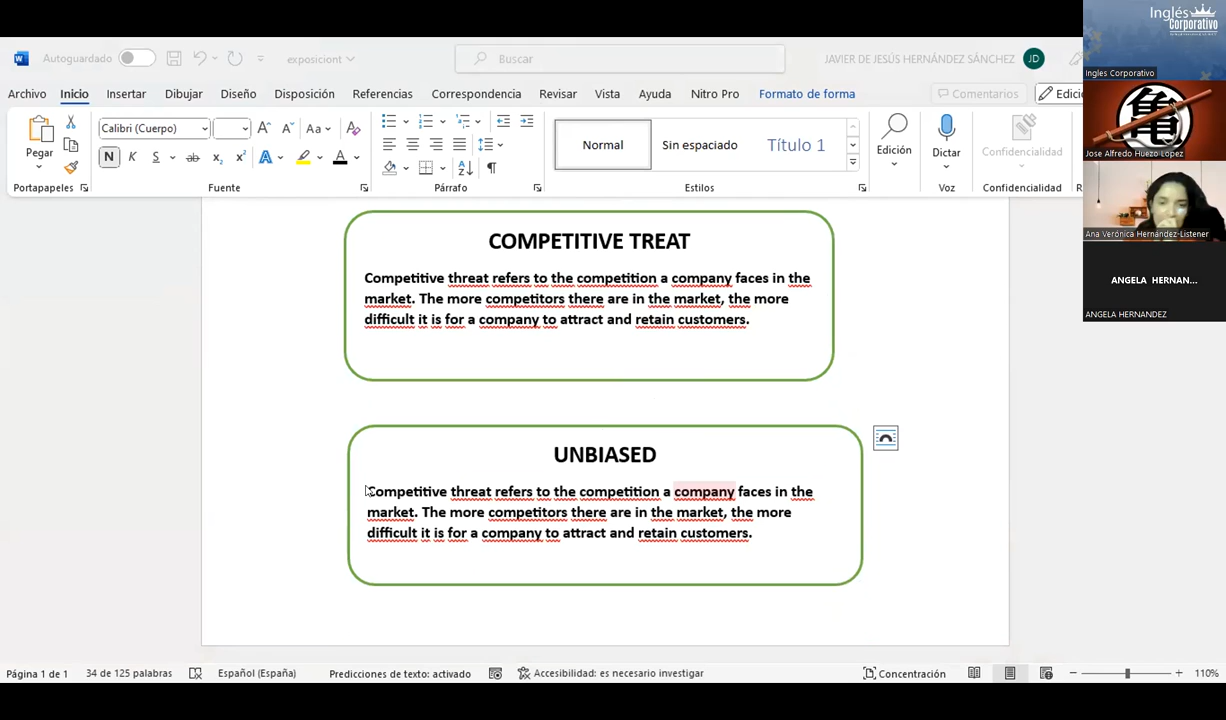 Inglés
Corporativo
Autoguardado
exposiciont
Buscar
JAVIER DE JESÚS HERNÁNDEZ SÁNCHEZ JD
Ingles Corporativo
Archivo Inicio Insertar Dibujar Diseño Disposición Referencias Correspondencia Revisar Vista Ayuda Nitro Pro Formato de forma Comentarios Edició
Pegar
Calibri (Cuerpo)
Aa
N K S ab x₂ x² A A
Normal
Sin espaciado
Título 1
Edición
Dictar
Confidencialidad
Portapapeles Fuente Párrafo Estilos Voz Confidencialidad
亀
Jose Alfredo Huezo Lopez
Ana Verónica Hernández-Listener
ANGELA HERNAN...
ANGELA HERNANDEZ
COMPETITIVE TREAT
Competitive threat refers to the competition a company faces in the
market. The more competitors there are in the market, the more
difficult it is for a company to attract and retain customers.
UNBIASED
Competitive threat refers to the competition a company faces in the
market. The more competitors there are in the market, the more
difficult it is for a company to attract and retain customers.
Página 1 de 1 34 de 125 palabras Español (España) Predicciones de texto: activado Accesibilidad: es necesario investigar Concentración 110%